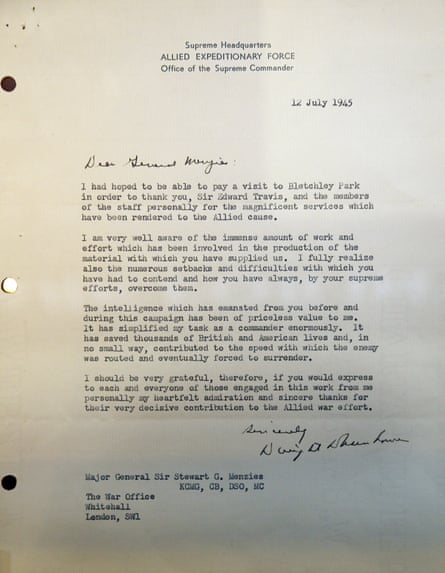 Supreme Headquarters
ALLIED EXPEDITIONARY FORCE
Office of the Supreme Commander
12 July 1945
Dear General Menzies:
I had hoped to be able to pay a visit to Bletchley Park
in order to thank you, Sir Edward Travis, and the members
of the staff personally for the magnificent services which
have been rendered to the Allied cause.
I am very well aware of the immense amount of work and
effort which has been involved in the production of the
material with which you have supplied us. I fully realize
also the numerous setbacks and difficulties with which you
have had to contend and how you have always, by your supreme
efforts, overcome them.
The intelligence which has emanated from you before and
during this campaign has been of priceless value to me.
It has simplified my task as a commander enormously. It
has saved thousands of British and American lives and, in
no small way, contributed to the speed with which the enemy
was routed and eventually forced to surrender.
I should be very grateful, therefore, if you would express
to each and everyone of those engaged in this work from me
personally my heartfelt admiration and sincere thanks for
their very decisive contribution to the Allied war effort.
Sincerely
Dwight D Eisenhower
Major General Sir Stewart G. Menzies
KCMG, CB, DSO, MC
The War Office
Whitehall
London, SW1